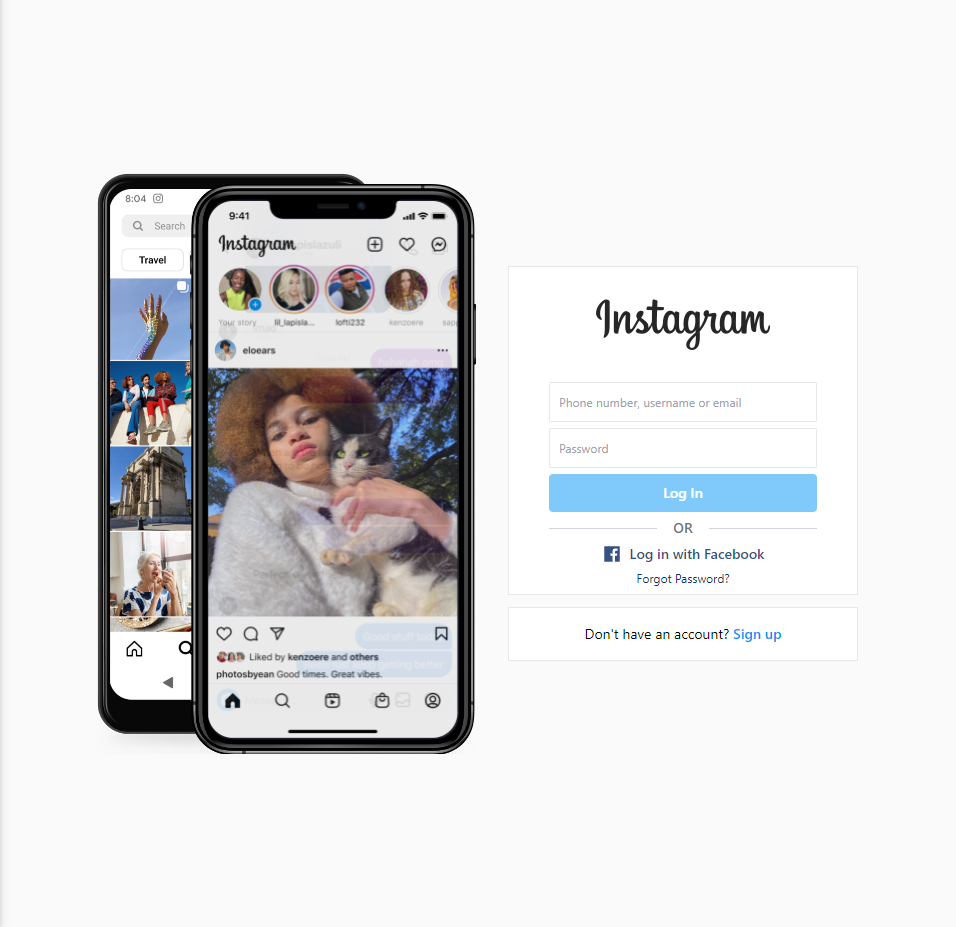 8:04
Search
Travel
9:41
Instagram
Your story
lil_lapisla...
lofti232
kenzoere
eloears
Liked by kenzoere and others
photosbyean Good times. Great vibes.
Instagram
Phone number, username or email
Password
Log In
OR
Log in with Facebook
Forgot Password?
Don't have an account? Sign up